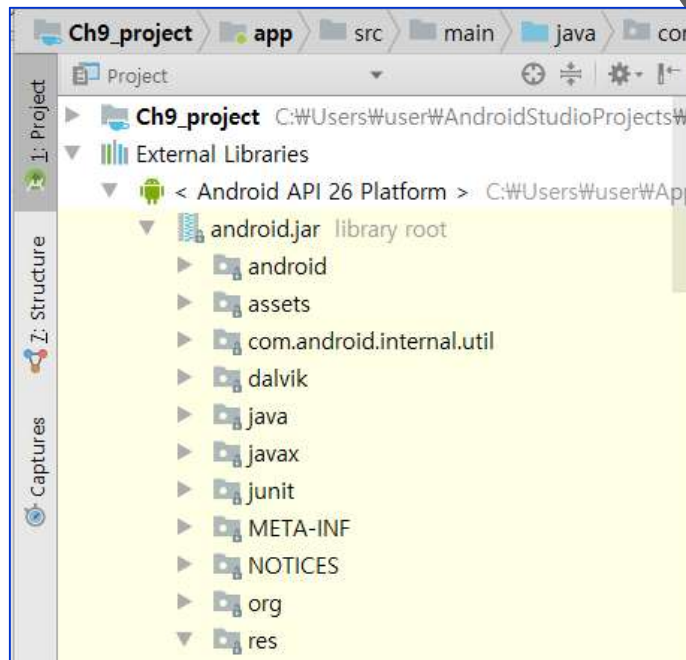 Ch9_project app src main java
Project
Ch9_project C:₩Users₩user₩AndroidStudioProjects₩
External Libraries
< Android API 26 Platform > C:₩Users₩user₩App
android.jar library root
android
assets
com.android.internal.util
dalvik
java
javax
junit
META-INF
NOTICES
org
res
1: Project
7: Structure
Captures